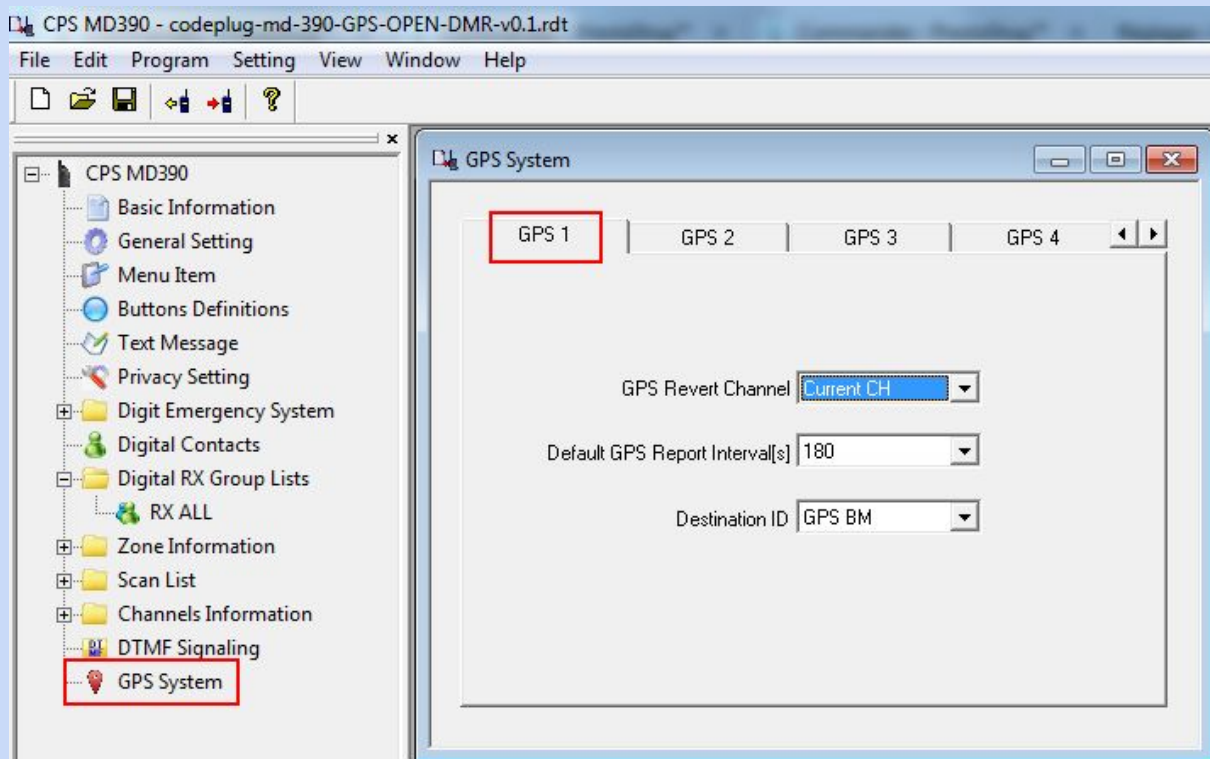 CPS MD390 - codeplug-md-390-GPS-OPEN-DMR-v0.1.rdt
File Edit Program Setting View Window Help
CPS MD390
Basic Information
General Setting
Menu Item
Buttons Definitions
Text Message
Privacy Setting
Digit Emergency System
Digital Contacts
Digital RX Group Lists
RX ALL
Zone Information
Scan List
Channels Information
DTMF Signaling
GPS System
GPS System
GPS 1 GPS 2 GPS 3 GPS 4
GPS Revert Channel Current CH
Default GPS Report Interval[s] 180
Destination ID GPS BM